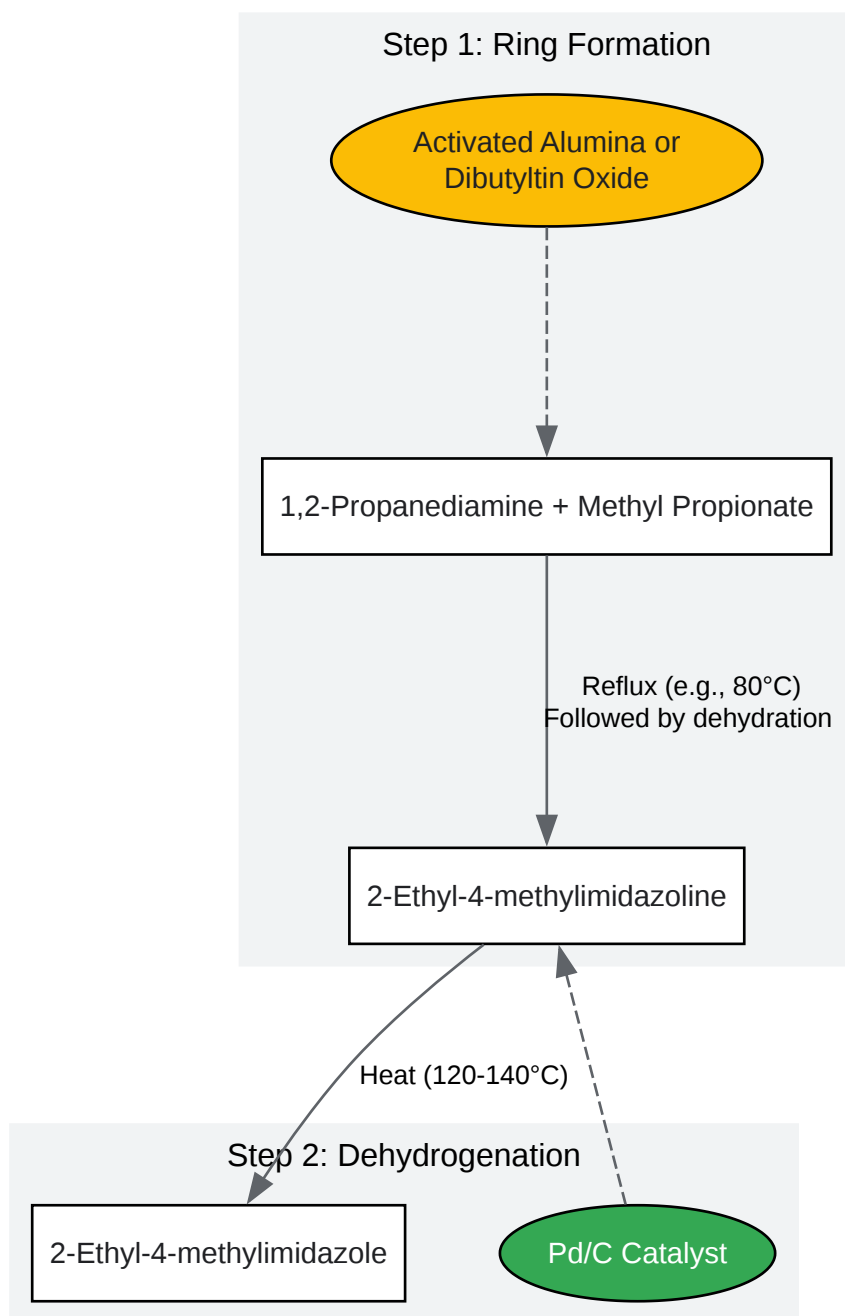 Step 1: Ring Formation
Activated Alumina or
Dibutyltin Oxide
1,2-Propanediamine + Methyl Propionate
Reflux (e.g., 80°C)
Followed by dehydration
2-Ethyl-4-methylimidazoline
Heat (120-140°C)
Step 2: Dehydrogenation
2-Ethyl-4-methylimidazole
Pd/C Catalyst